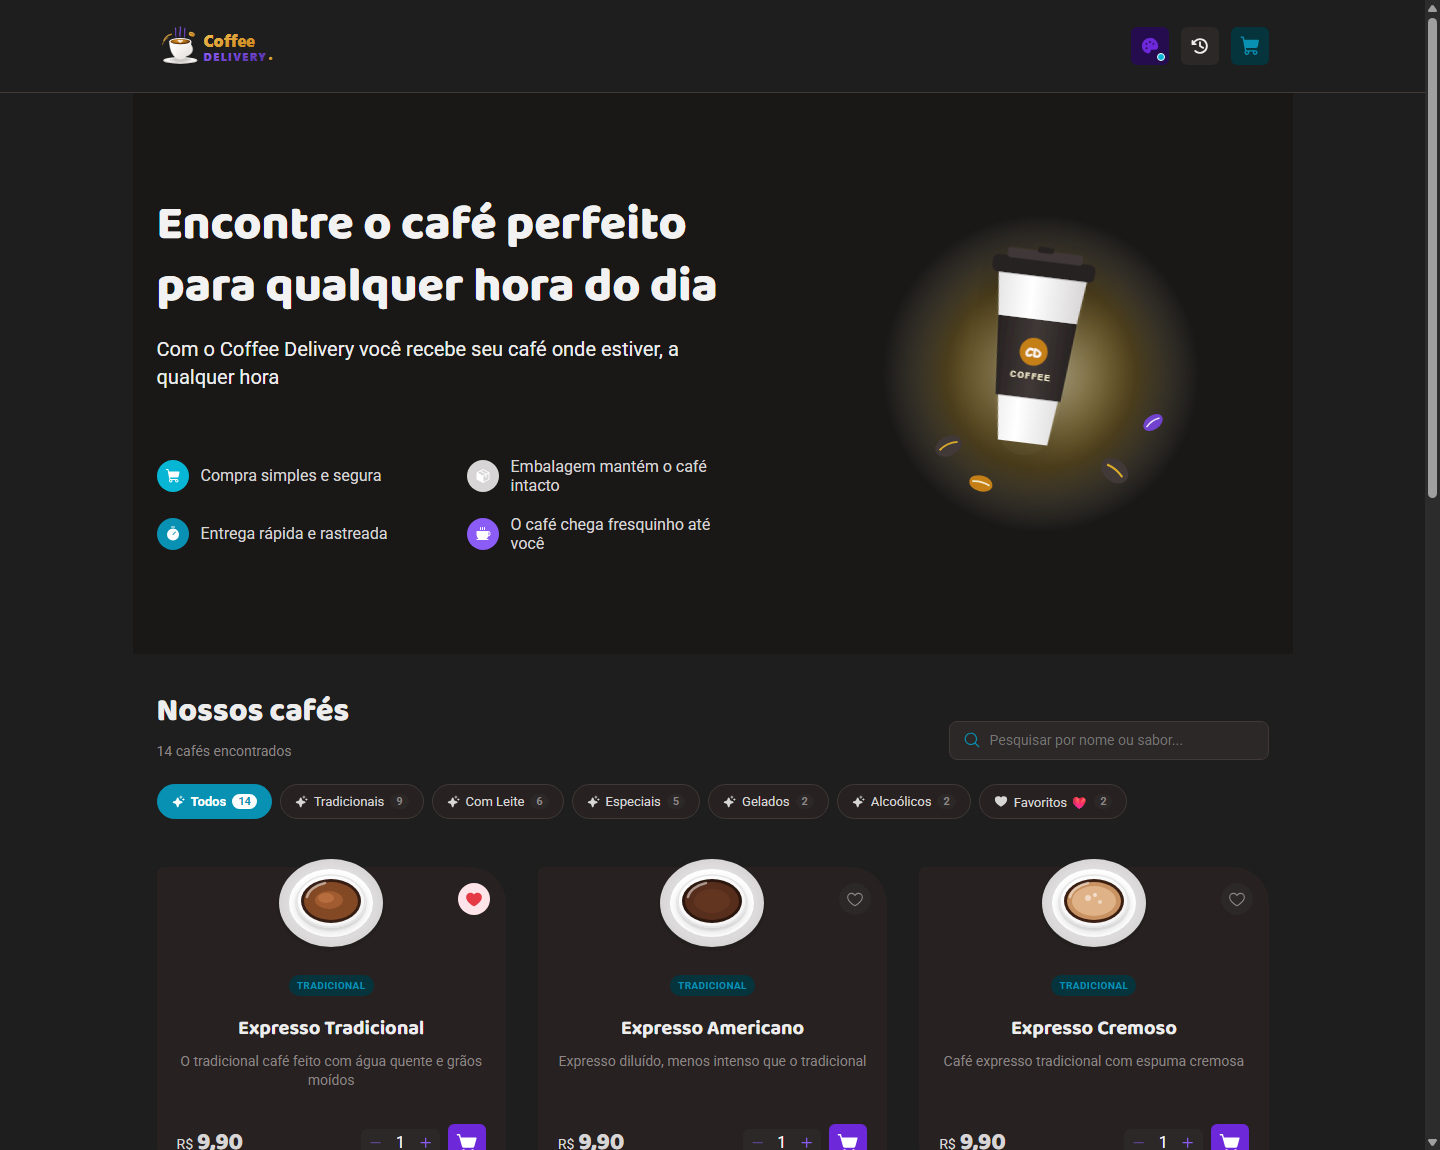 Coffee
DELIVERY
Encontre o café perfeito
para qualquer hora do dia
Com o Coffee Delivery você recebe seu café onde estiver, a
qualquer hora
CD
COFFEE
Compra simples e segura
Embalagem mantém o café
intacto
Entrega rápida e rastreada
O café chega fresquinho até
você
Nossos cafés
14 cafés encontrados
Pesquisar por nome ou sabor...
Todos 14
Tradicionais 9
Com Leite 6
Especiais 5
Gelados 2
Alcoólicos 2
Favoritos 2
TRADICIONAL
Expresso Tradicional
O tradicional café feito com água quente e grãos
moídos
R$ 9,90
1
TRADICIONAL
Expresso Americano
Expresso diluído, menos intenso que o tradicional
R$ 9,90
1
TRADICIONAL
Expresso Cremoso
Café expresso tradicional com espuma cremosa
R$ 9,90
1